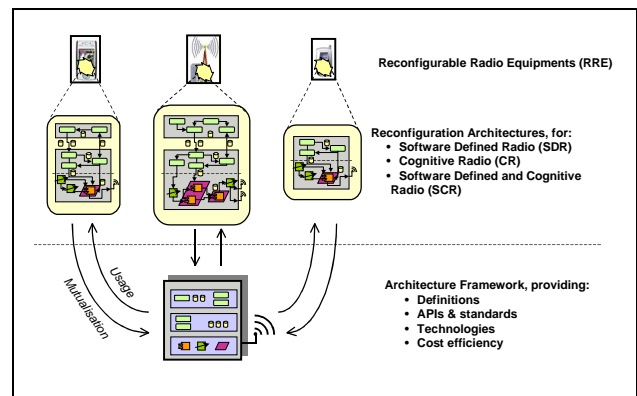 Reconfigurable Radio Equipments (RRE)
Reconfiguration Architectures, for:
• Software Defined Radio (SDR)
• Cognitive Radio (CR)
• Software Defined and Cognitive
Radio (SCR)
Usage
Mutualisation
Architecture Framework, providing:
• Definitions
• APIs & standards
• Technologies
• Cost efficiency